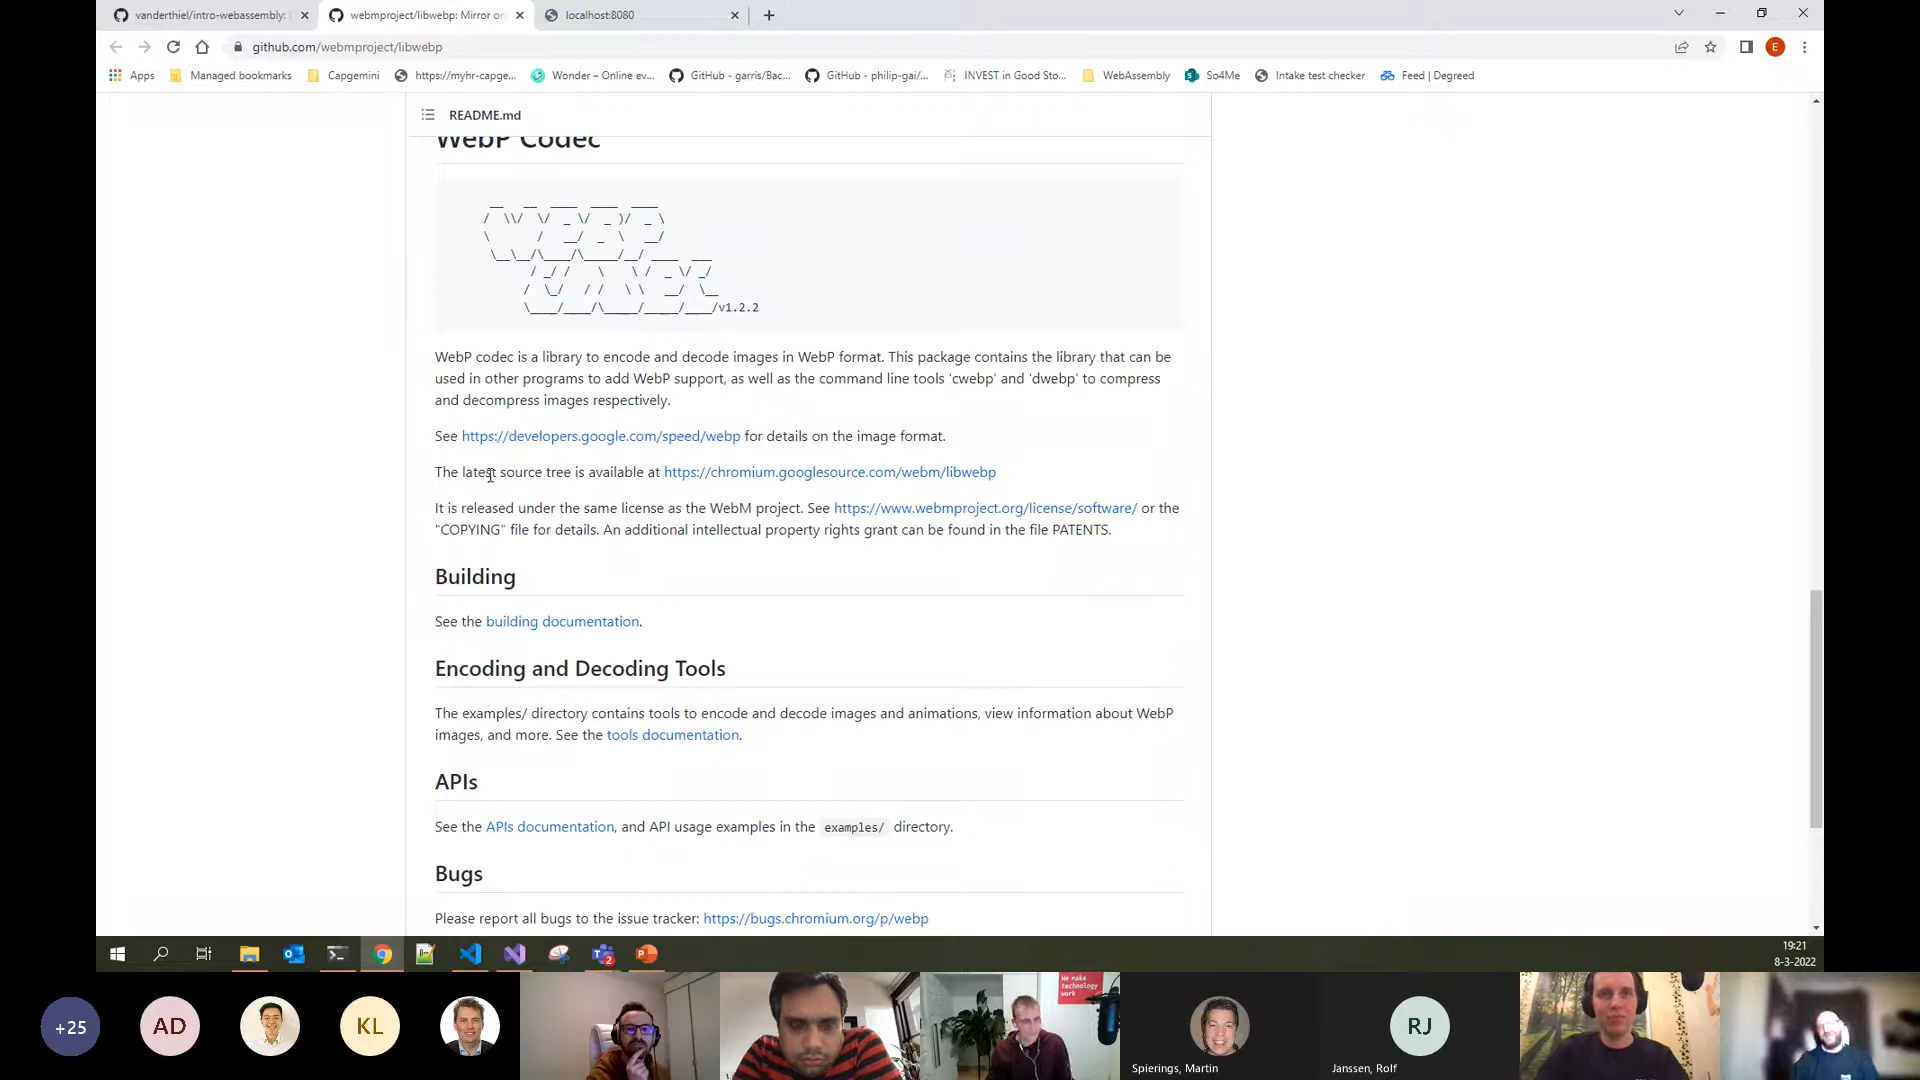 vanderthiel/intro-webassembly:
webmproject/libwebp: Mirror on
localhost:8080
github.com/webmproject/libwebp
E
Apps
Managed bookmarks
Capgemini
https://myhr-capge...
Wonder – Online ev...
GitHub - garris/Bac...
GitHub - philip-gai/...
INVEST in Good Sto...
WebAssembly
So4Me
Intake test checker
Feed | Degreed
README.md
WebP Codec
v1.2.2
WebP codec is a library to encode and decode images in WebP format. This package contains the library that can be
used in other programs to add WebP support, as well as the command line tools 'cwebp' and 'dwebp' to compress
and decompress images respectively.
See https://developers.google.com/speed/webp for details on the image format.
The latest source tree is available at https://chromium.googlesource.com/webm/libwebp
It is released under the same license as the WebM project. See https://www.webmproject.org/license/software/ or the
"COPYING" file for details. An additional intellectual property rights grant can be found in the file PATENTS.
Building
See the building documentation.
Encoding and Decoding Tools
The examples/ directory contains tools to encode and decode images and animations, view information about WebP
images, and more. See the tools documentation.
APIs
See the APIs documentation, and API usage examples in the examples/ directory.
Bugs
Please report all bugs to the issue tracker: https://bugs.chromium.org/p/webp
2
19:21
8-3-2022
We make
technology
work
+25
AD
KL
RJ
Spierings, Martin
Janssen, Rolf